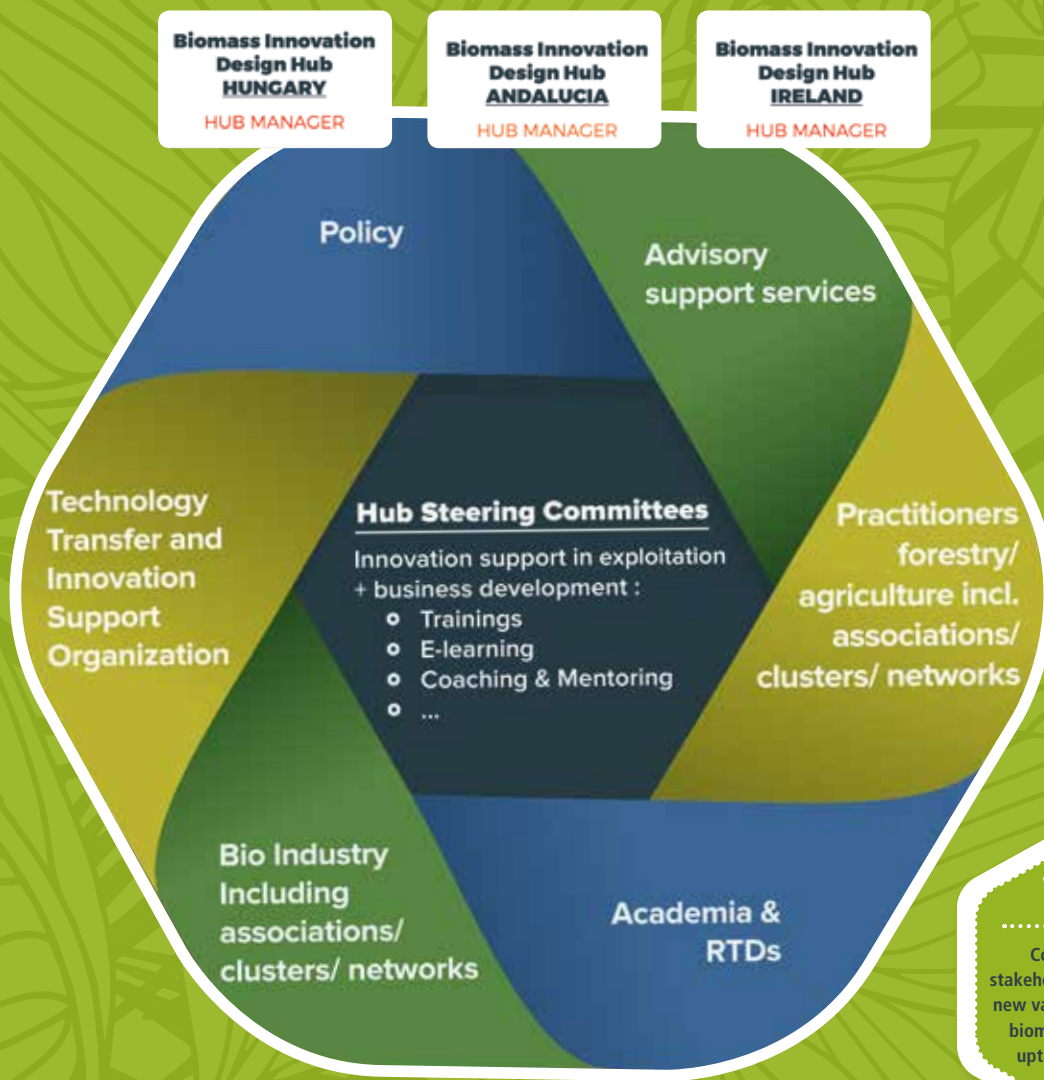 Biomass Innovation
Design Hub
HUNGARY
HUB MANAGER
Biomass Innovation
Design Hub
ANDALUCIA
HUB MANAGER
Biomass Innovation
Design Hub
IRELAND
HUB MANAGER
Policy
Advisory
support services
Technology
Transfer and
Innovation
Support
Organization
Hub Steering Committees
Innovation support in exploitation
+ business development :
Trainings
E-learning
Coaching & Mentoring
...
Practitioners
forestry/
agriculture incl.
associations/
clusters/ networks
Bio Industry
Including
associations/
clusters/ networks
Academia &
RTDs
new